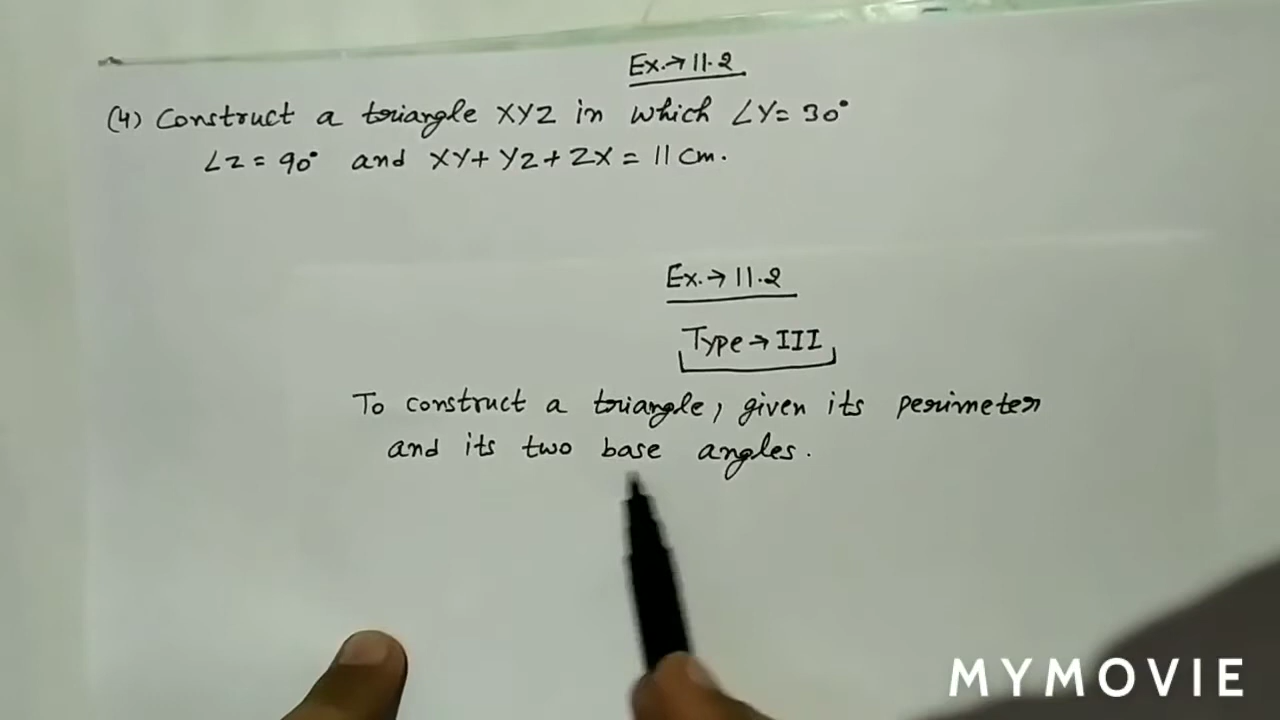 Ex.→ 11.2
(4) Construct a triangle XYZ in which ∠Y= 30°
∠Z = 90° and XY+ YZ + ZX = 11 cm.
Ex.→ 11.2
Type → III
To construct a triangle, given its perimeter
and its two base angles.
MYMOVIE